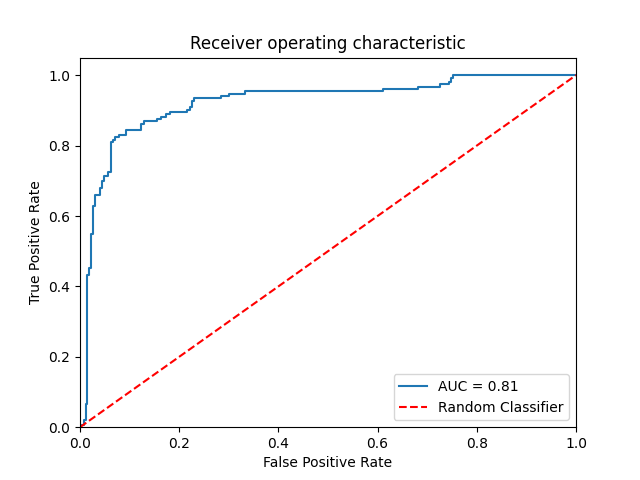 Receiver operating characteristic
1.0
0.8
0.6
0.4
0.2
0.0
True Positive Rate
AUC = 0.81
Random Classifier
0.0 0.2 0.4 0.6 0.8 1.0
False Positive Rate